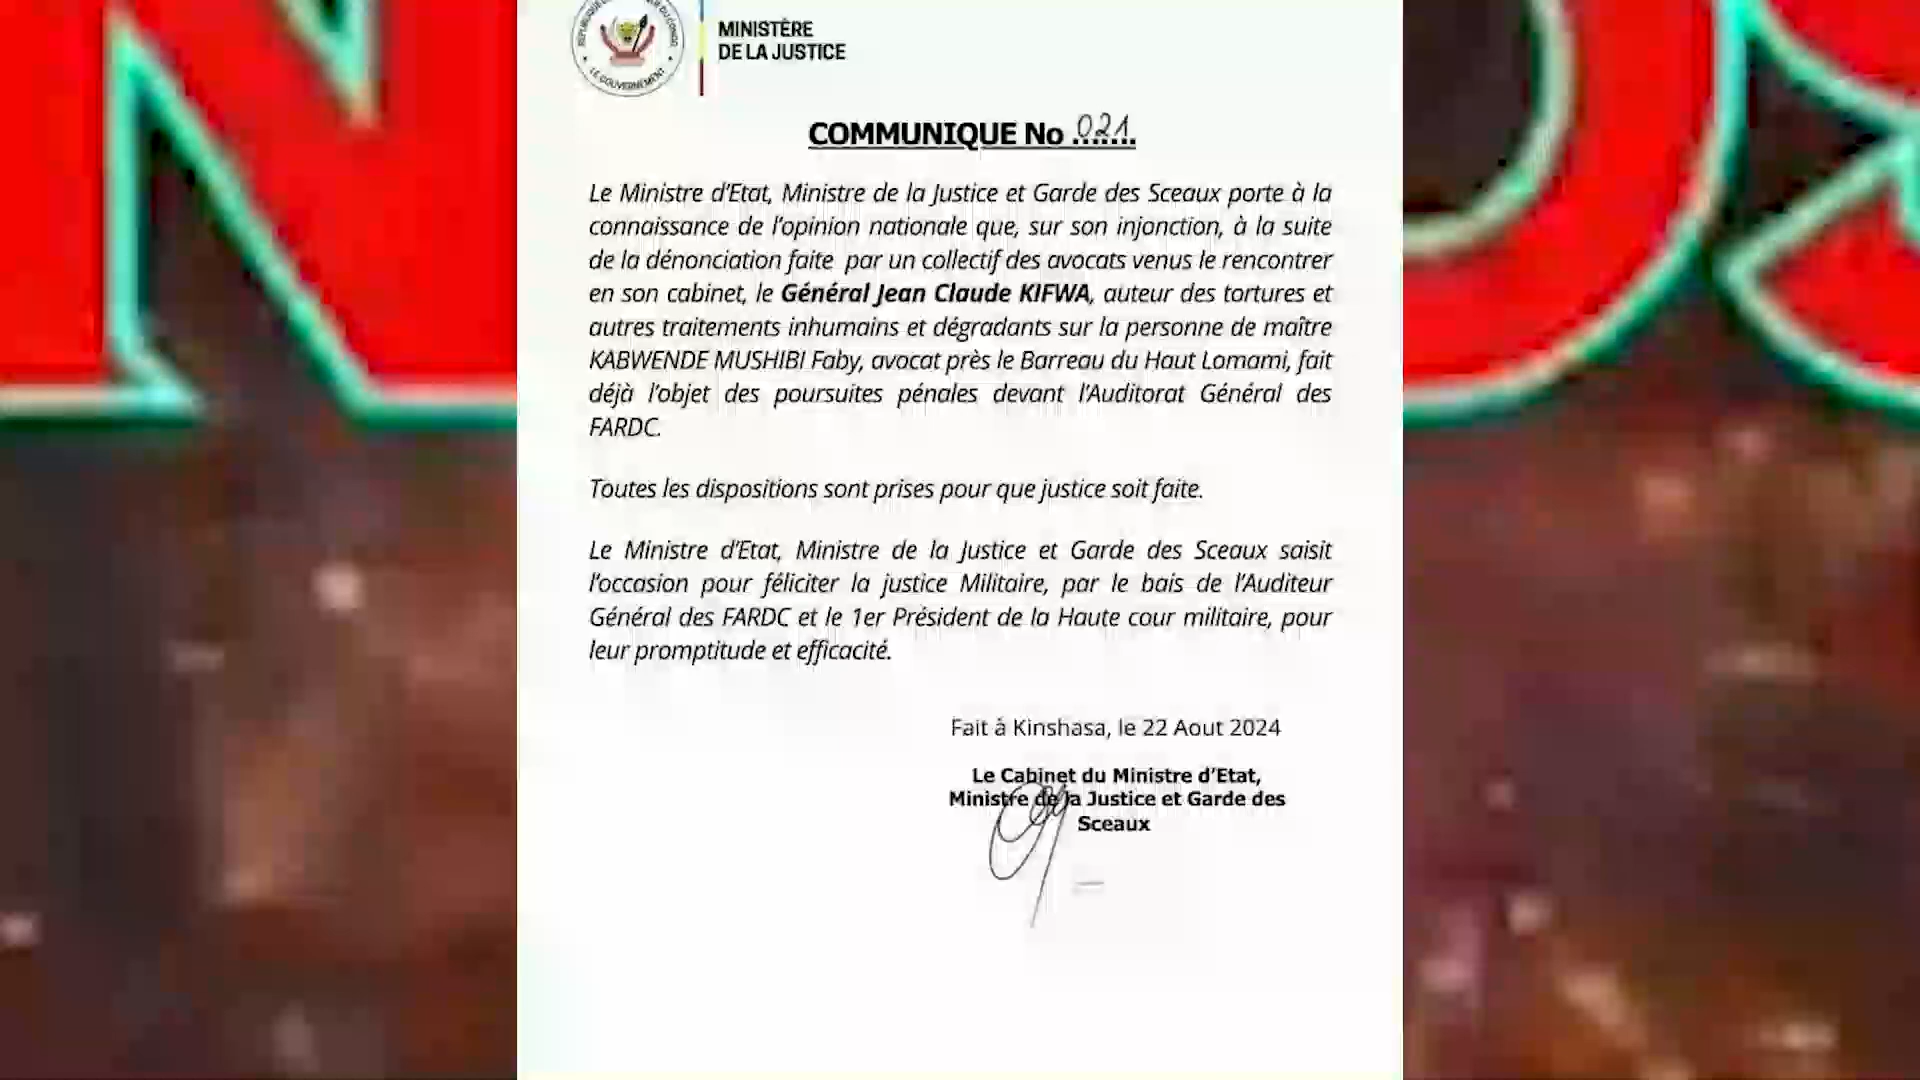 MINISTÈRE
DE LA JUSTICE
LE GOUVERNEMENT
COMMUNIQUE No 021
Le Ministre d'Etat, Ministre de la Justice et Garde des Sceaux porte à la
connaissance de l'opinion nationale que, sur son injonction, à la suite
de la dénonciation faite par un collectif des avocats venus le rencontrer
en son cabinet, le Général Jean Claude KIFWA, auteur des tortures et
autres traitements inhumains et dégradants sur la personne de maître
KABWENDE MUSHIBI Faby, avocat près le Barreau du Haut Lomami, fait
déjà l'objet des poursuites pénales devant l'Auditorat Général des
FARDC.
Toutes les dispositions sont prises pour que justice soit faite.
Le Ministre d'Etat, Ministre de la Justice et Garde des Sceaux saisit
l'occasion pour féliciter la justice Militaire, par le bais de l'Auditeur
Général des FARDC et le 1er Président de la Haute cour militaire, pour
leur promptitude et efficacité.
Fait à Kinshasa, le 22 Aout 2024
Le Cabinet du Ministre d'Etat,
Ministre de la Justice et Garde des
Sceaux